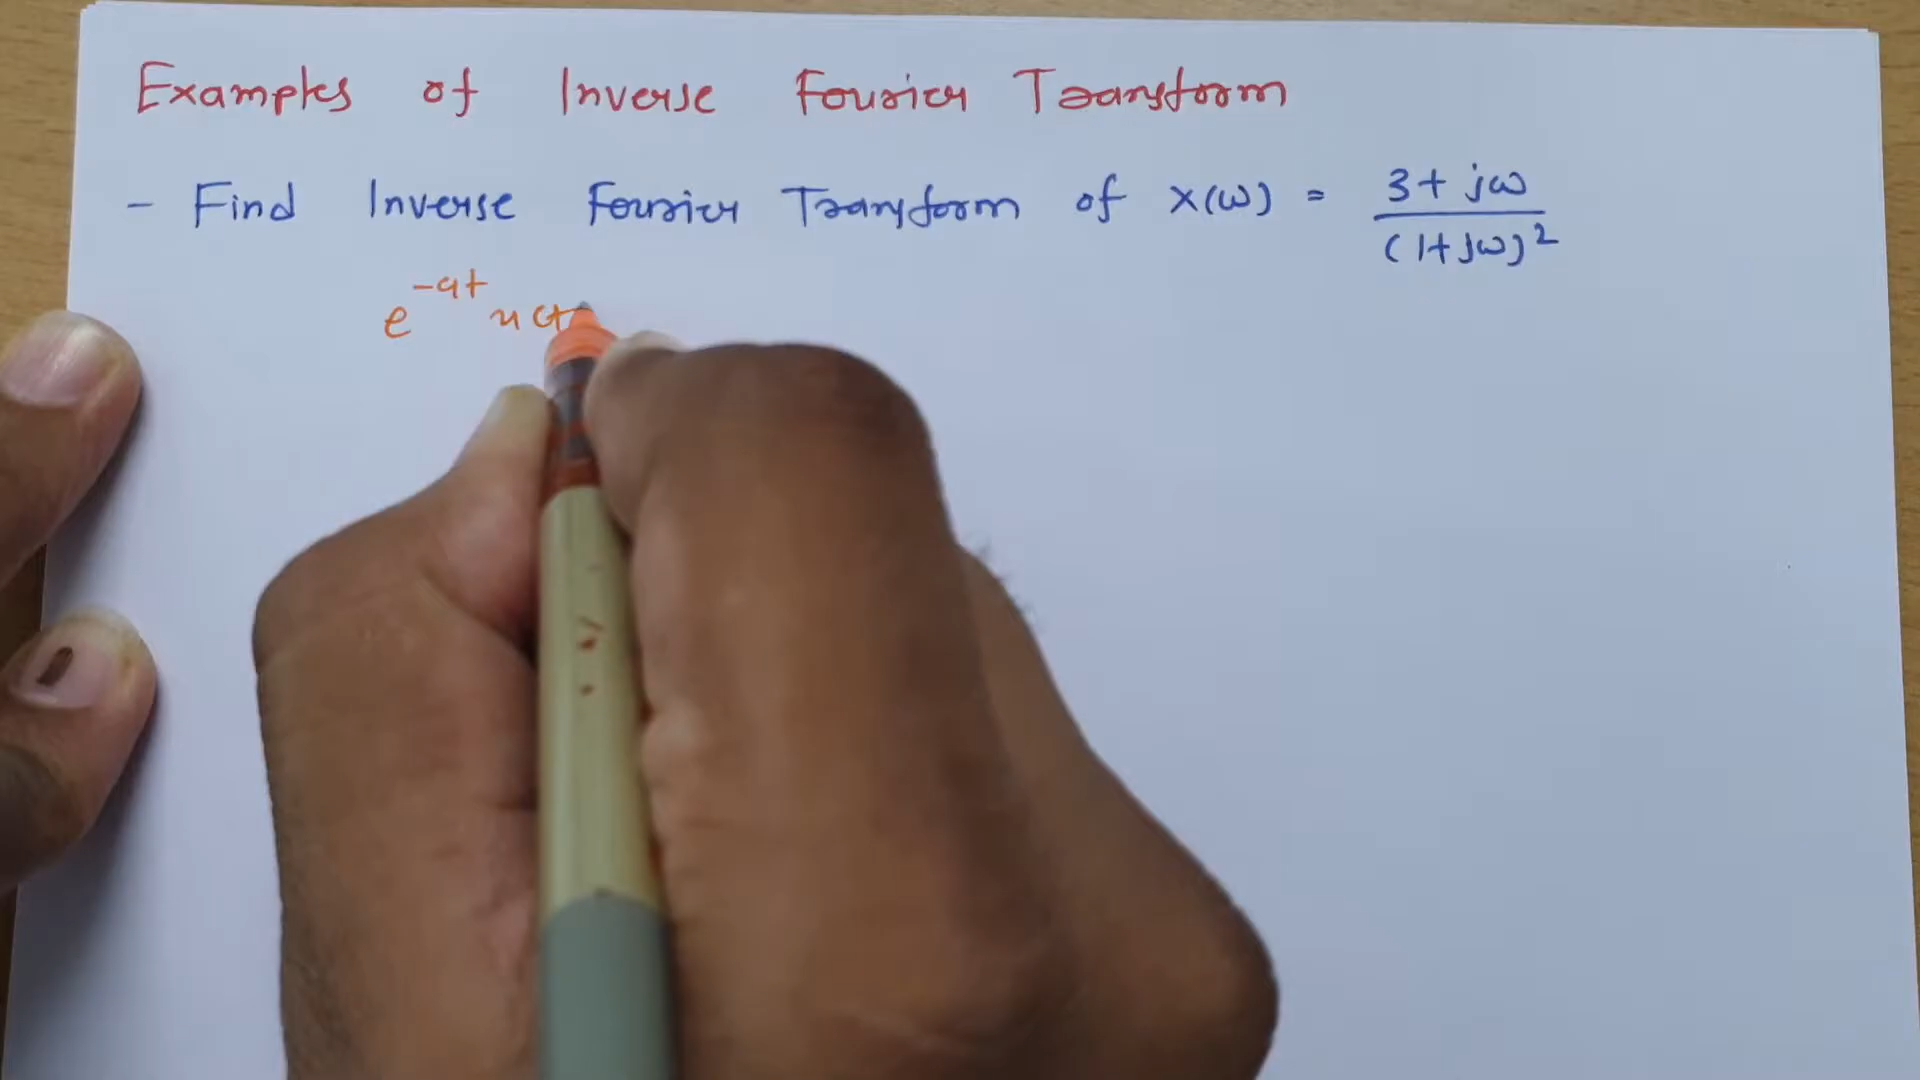 Examples of Inverse Fourier Transform
- Find Inverse Fourier Transform of X(ω) = 3+jω / (1+jω)²
e^-at u(t